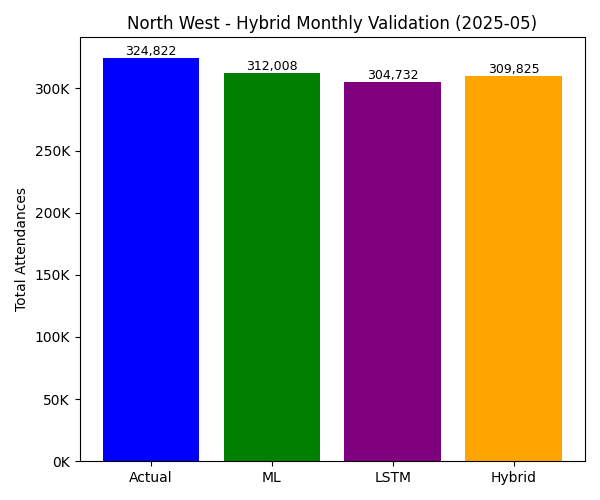 North West - Hybrid Monthly Validation (2025-05)
324,822
312,008
304,732
309,825
Total Attendances
300K
250K
200K
150K
100K
50K
0K
Actual
ML
LSTM
Hybrid